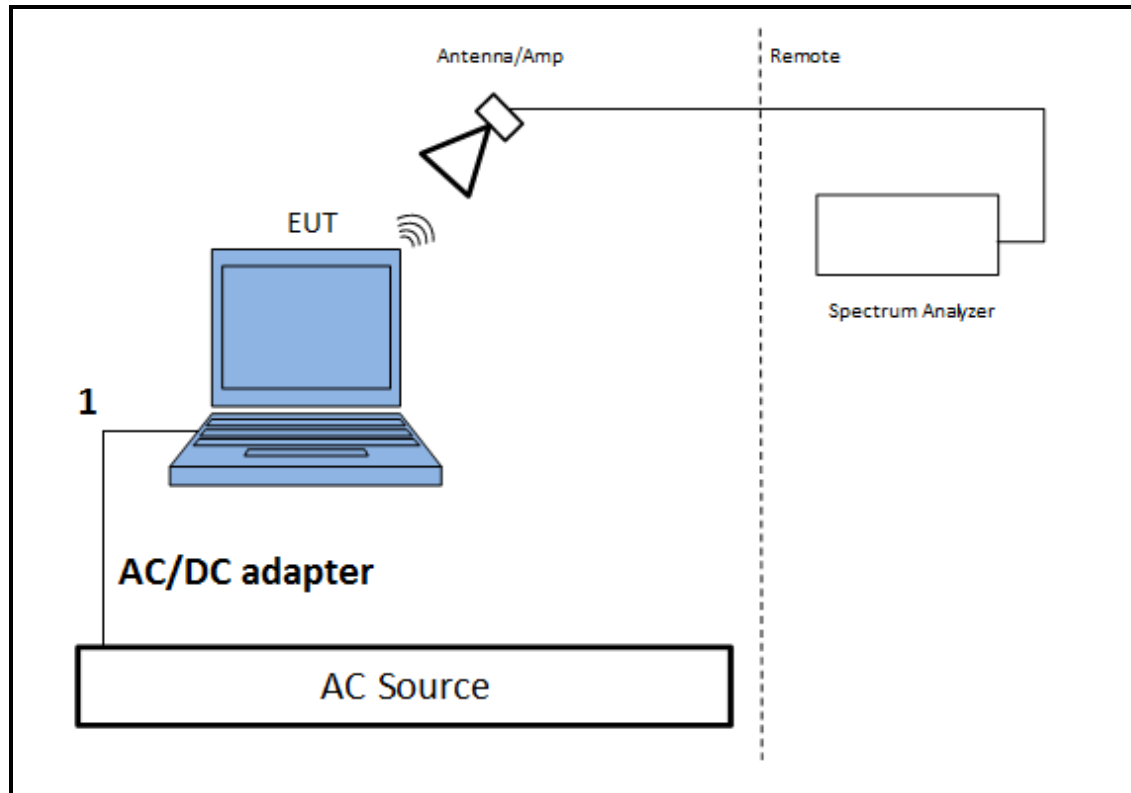 Antenna/Amp
Remote
EUT
Spectrum Analyzer
1
AC/DC adapter
AC Source